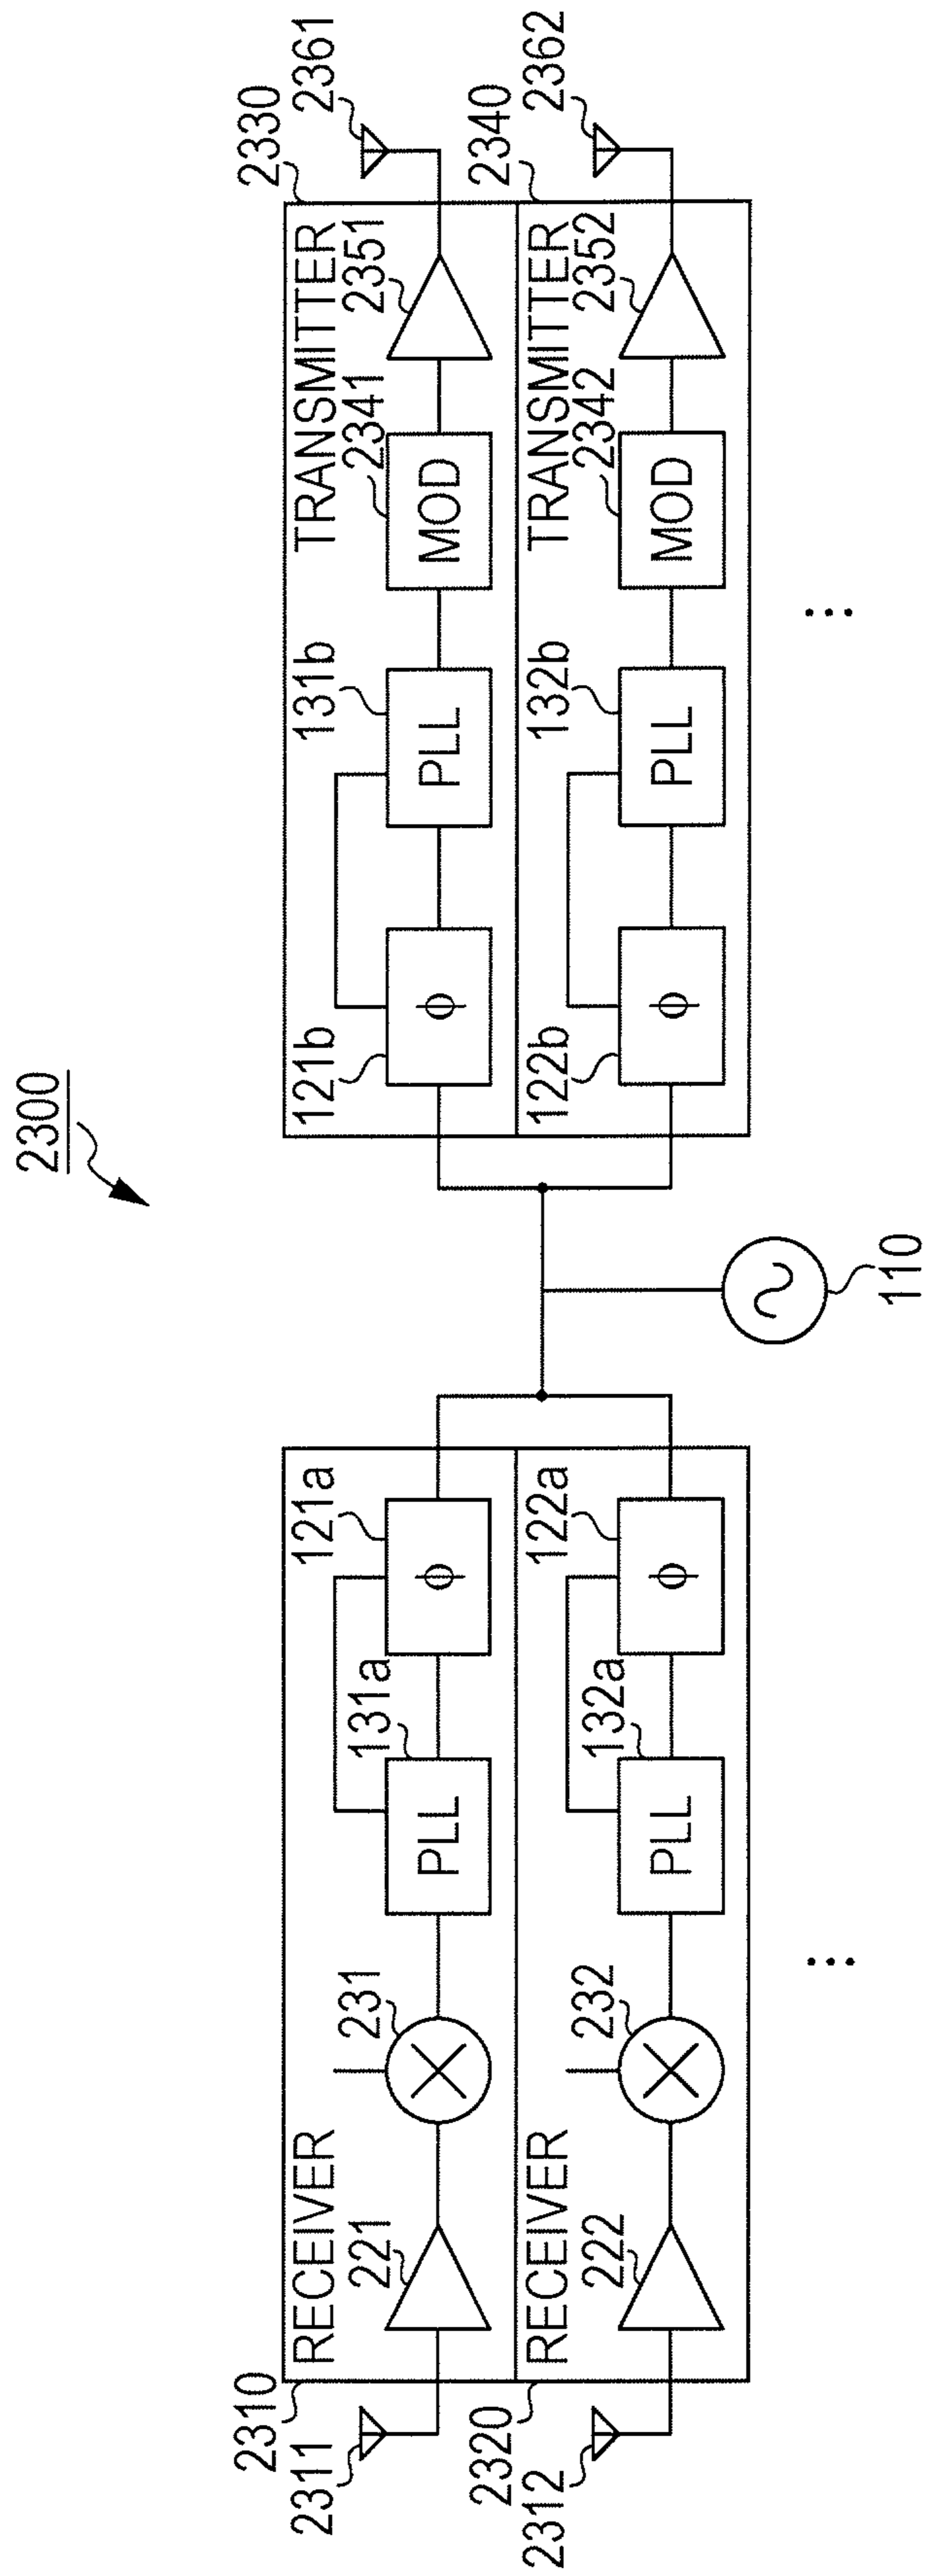 2300
2310
RECEIVER
2311
221
231
131a
PLL
121a
ϕ
2320
RECEIVER
2312
222
232
132a
PLL
122a
ϕ
110
2330
TRANSMITTER
121b
ϕ
131b
PLL
2341
MOD
2351
2361
2340
TRANSMITTER
122b
ϕ
132b
PLL
2342
MOD
2352
2362
...
...